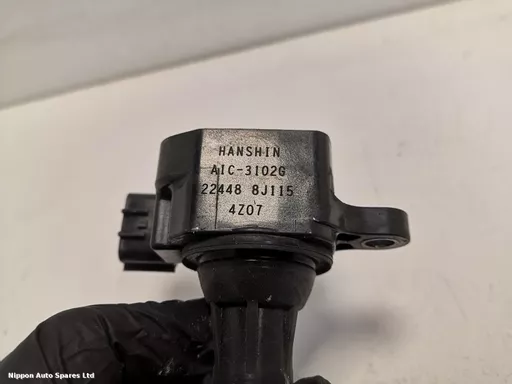 HANSHIN
AIC-3102G
22448 8J115
4Z07
Nippon Auto Spares Ltd